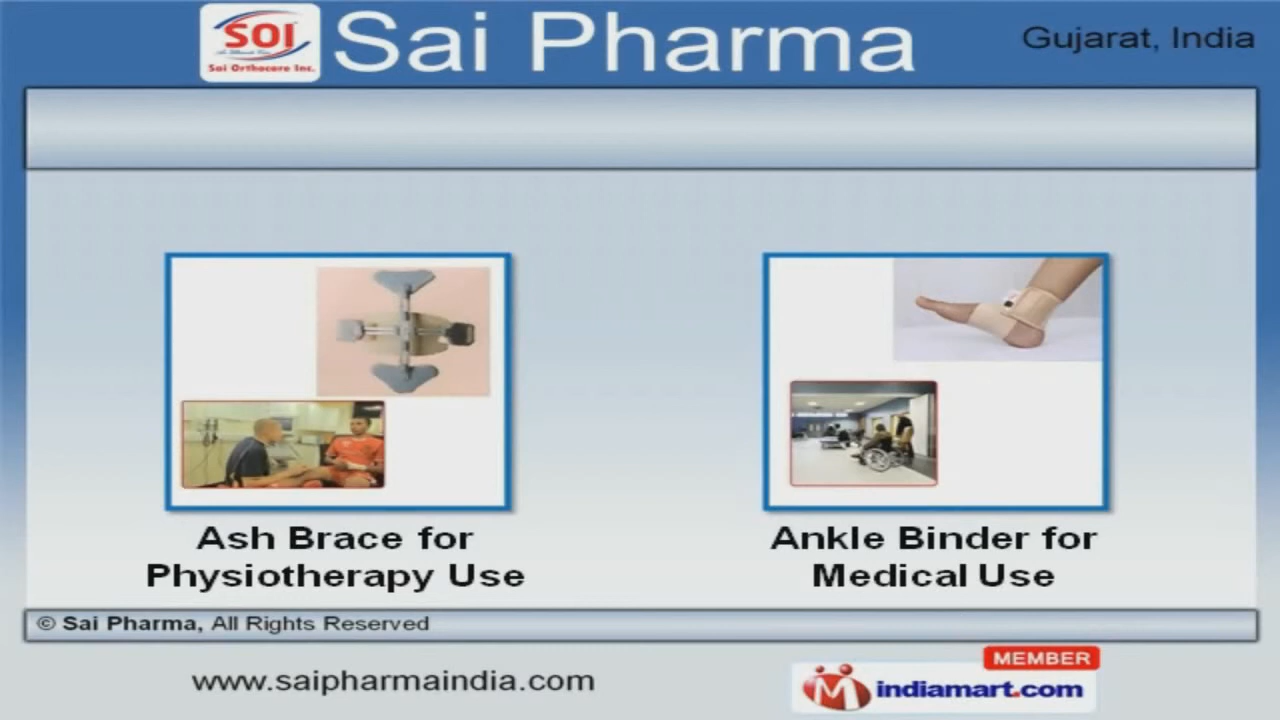 SOI
Sai Orthocare Inc.
Sai Pharma
Gujarat, India
Ash Brace for
Physiotherapy Use
Ankle Binder for
Medical Use
© Sai Pharma, All Rights Reserved
www.saipharmaindia.com
MEMBER
indiamart.com